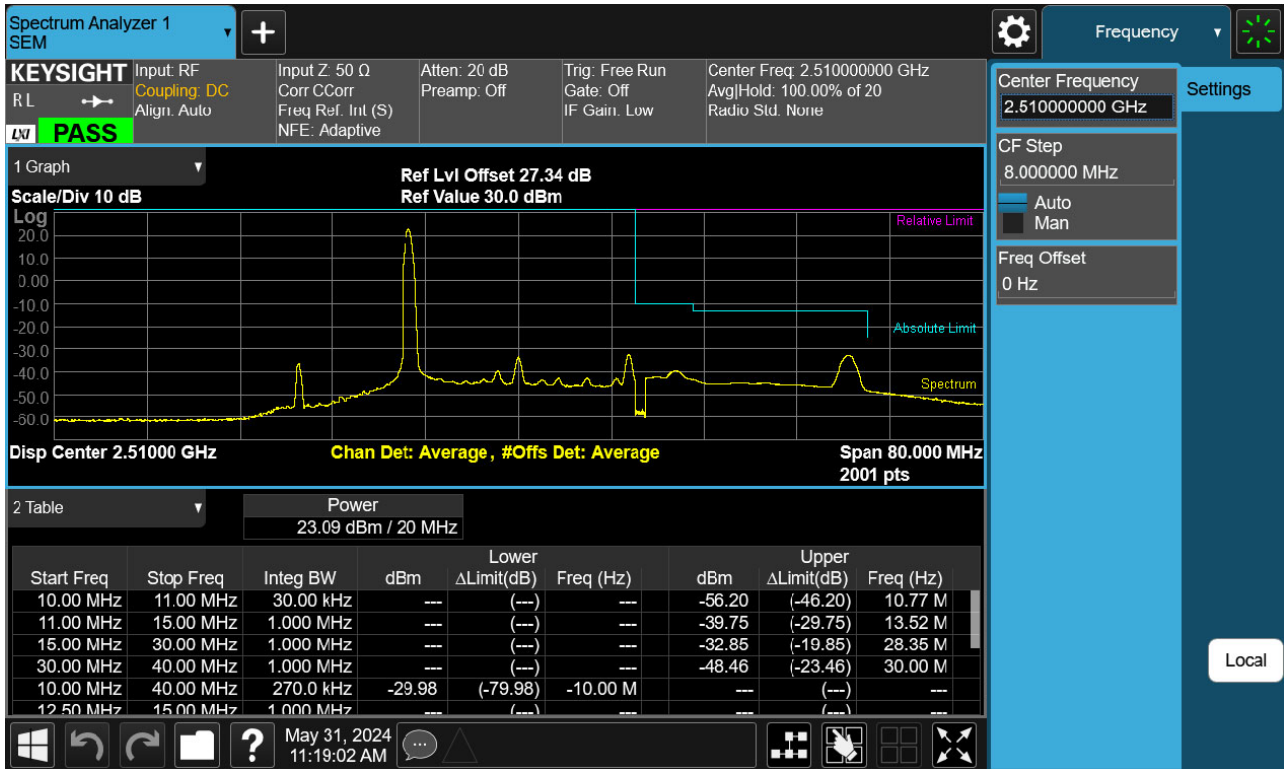 Spectrum Analyzer 1
SEM
+
Frequency
KEYSIGHT
R L
LXI PASS
Input: RF
Coupling: DC
Align: Auto
Input Z: 50 Ω
Corr CCorr
Freq Ref: Int (S)
NFE: Adaptive
Atten: 20 dB
Preamp: Off
Trig: Free Run
Gate: Off
IF Gain: Low
Center Freq: 2.510000000 GHz
Avg|Hold: 100.00% of 20
Radio Std: None
Center Frequency
2.510000000 GHz
Settings
CF Step
8.000000 MHz
Auto
Man
Freq Offset
0 Hz
Local
1 Graph
Scale/Div 10 dB
Ref Lvl Offset 27.34 dB
Ref Value 30.0 dBm
Log
20.0
10.0
0.00
-10.0
-20.0
-30.0
-40.0
-50.0
-60.0
Relative Limit
Absolute Limit
Spectrum
Disp Center 2.51000 GHz
Chan Det: Average , #Offs Det: Average
Span 80.000 MHz
2001 pts
2 Table
Power
23.09 dBm / 20 MHz
Lower Upper
Start Freq Stop Freq Integ BW dBm ΔLimit(dB) Freq (Hz) dBm ΔLimit(dB) Freq (Hz)
10.00 MHz 11.00 MHz 30.00 kHz --- (---) --- -56.20 (-46.20) 10.77 M
11.00 MHz 15.00 MHz 1.000 MHz --- (---) --- -39.75 (-29.75) 13.52 M
15.00 MHz 30.00 MHz 1.000 MHz --- (---) --- -32.85 (-19.85) 28.35 M
30.00 MHz 40.00 MHz 1.000 MHz --- (---) --- -48.46 (-23.46) 30.00 M
10.00 MHz 40.00 MHz 270.0 kHz -29.98 (-79.98) -10.00 M --- (---) ---
12.50 MHz 15.00 MHz 1.000 MHz --- (---) --- --- (---) ---
?
May 31, 2024
11:19:02 AM